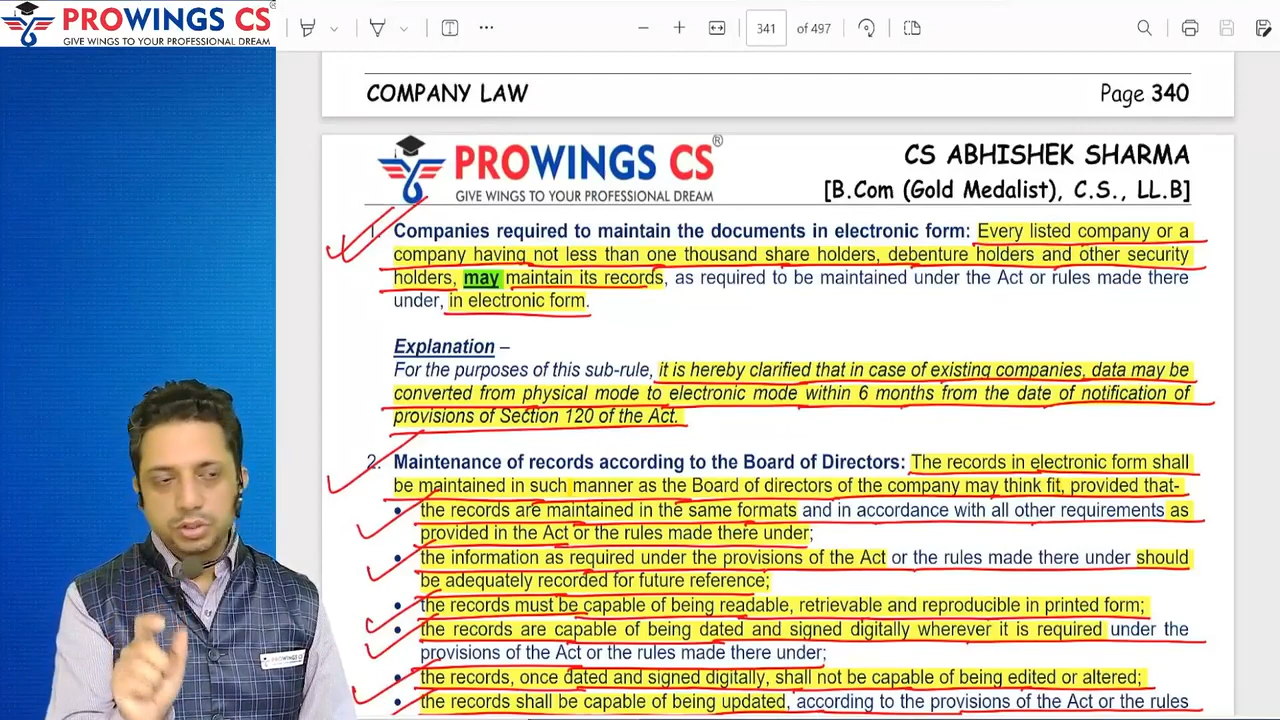 PROWINGS CS®
GIVE WINGS TO YOUR PROFESSIONAL DREAM
341 of 497
COMPANY LAW Page 340
PROWINGS CS®
GIVE WINGS TO YOUR PROFESSIONAL DREAM
CS ABHISHEK SHARMA
[B.Com (Gold Medalist), C.S., LL.B]
1. Companies required to maintain the documents in electronic form: Every listed company or a
company having not less than one thousand share holders, debenture holders and other security
holders, may maintain its records, as required to be maintained under the Act or rules made there
under, in electronic form.
Explanation –
For the purposes of this sub-rule, it is hereby clarified that in case of existing companies, data may be
converted from physical mode to electronic mode within 6 months from the date of notification of
provisions of Section 120 of the Act.
2. Maintenance of records according to the Board of Directors: The records in electronic form shall
be maintained in such manner as the Board of directors of the company may think fit, provided that-
• the records are maintained in the same formats and in accordance with all other requirements as
provided in the Act or the rules made there under;
• the information as required under the provisions of the Act or the rules made there under should
be adequately recorded for future reference;
• the records must be capable of being readable, retrievable and reproducible in printed form;
• the records are capable of being dated and signed digitally wherever it is required under the
provisions of the Act or the rules made there under;
• the records, once dated and signed digitally, shall not be capable of being edited or altered;
• the records shall be capable of being updated, according to the provisions of the Act or the rules
PROWINGS CS